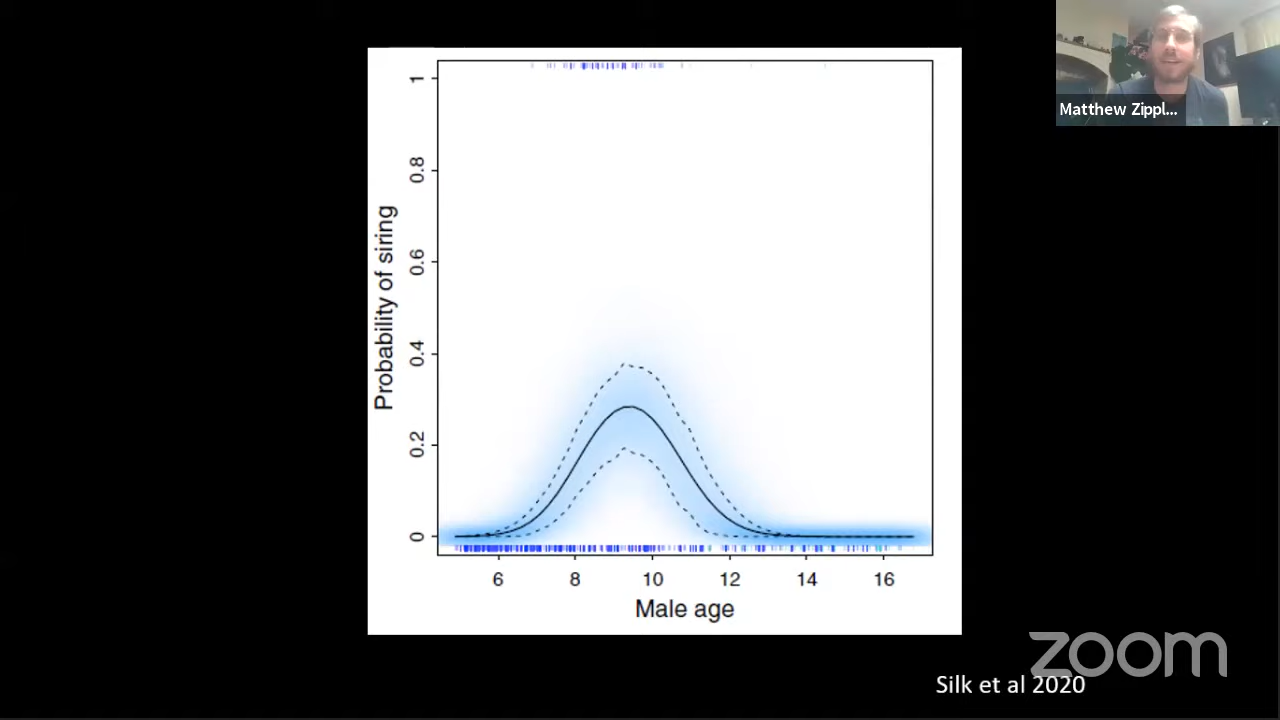 Matthew Zippl...
1
0.8
0.6
0.4
0.2
0
Probability of siring
6 8 10 12 14 16
Male age
zoom
Silk et al 2020